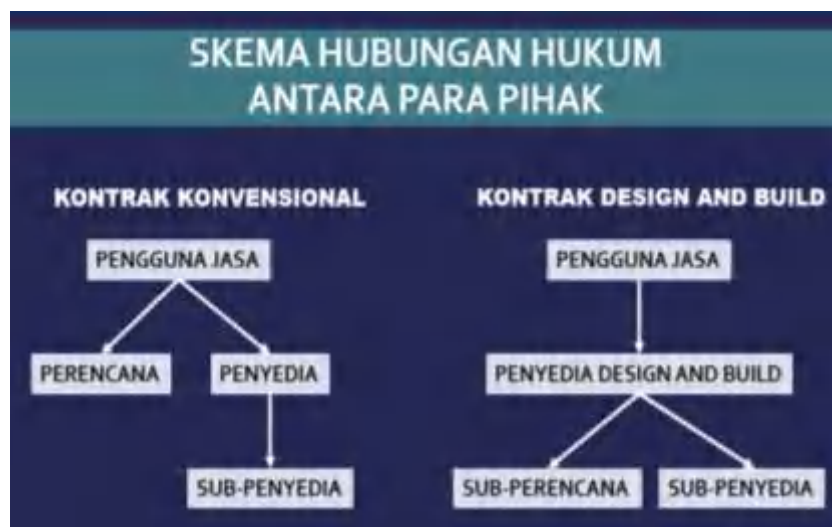 SKEMA HUBUNGAN HUKUM
ANTARA PARA PIHAK
KONTRAK KONVENSIONAL
PENGGUNA JASA
PERENCANA
PENYEDIA
SUB-PENYEDIA
KONTRAK DESIGN AND BUILD
PENGGUNA JASA
PENYEDIA DESIGN AND BUILD
SUB-PERENCANA
SUB-PENYEDIA